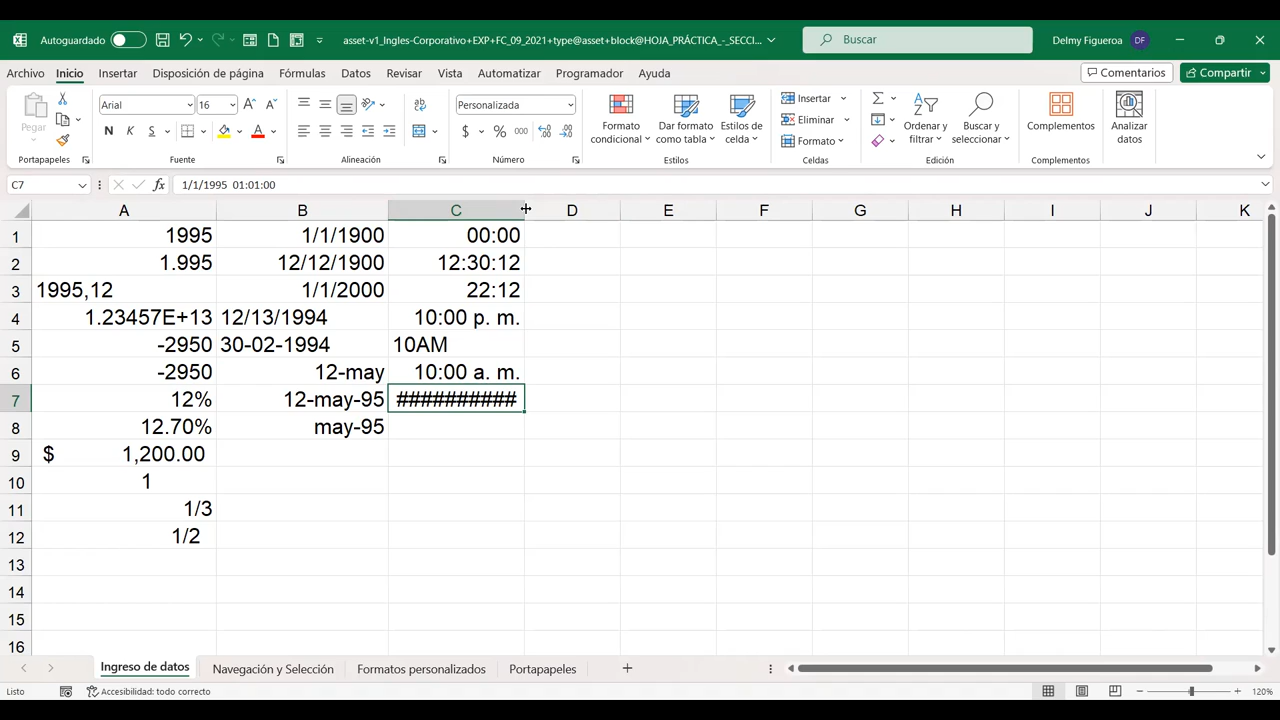 Autoguardado
asset-v1_Ingles-Corporativo+EXP+FC_09_2021+type@asset+block@HOJA_PRÁCTICA_-_SECCI...
Buscar
Delmy Figueroa DF
Archivo Inicio Insertar Disposición de página Fórmulas Datos Revisar Vista Automatizar Programador Ayuda Comentarios Compartir
Pegar
Arial 16
N K S
Personalizada
$ % 000
Formato condicional
Dar formato como tabla
Estilos de celda
Insertar
Eliminar
Formato
Ordenar y filtrar
Buscar y seleccionar
Complementos
Analizar datos
Portapapeles Fuente Alineación Número Estilos Celdas Edición Complementos
C7 fx 1/1/1995 01:01:00
A B C D E F G H I J K
1 1995 1/1/1900 00:00
2 1.995 12/12/1900 12:30:12
3 1995,12 1/1/2000 22:12
4 1.23457E+13 12/13/1994 10:00 p. m.
5 -2950 30-02-1994 10AM
6 -2950 12-may 10:00 a. m.
7 12% 12-may-95 ##########
8 12.70% may-95
9 $ 1,200.00
10 1
11 1/3
12 1/2
13
14
15
16
Ingreso de datos Navegación y Selección Formatos personalizados Portapapeles
Listo Accesibilidad: todo correcto 120%